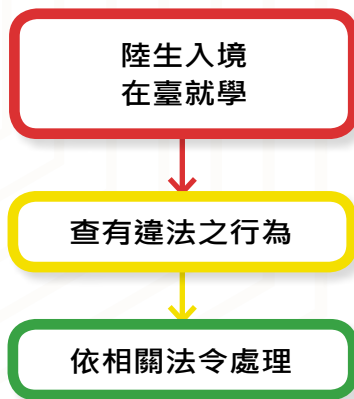 陸生入境
在臺就學
查有違法之行為
依相關法令處理